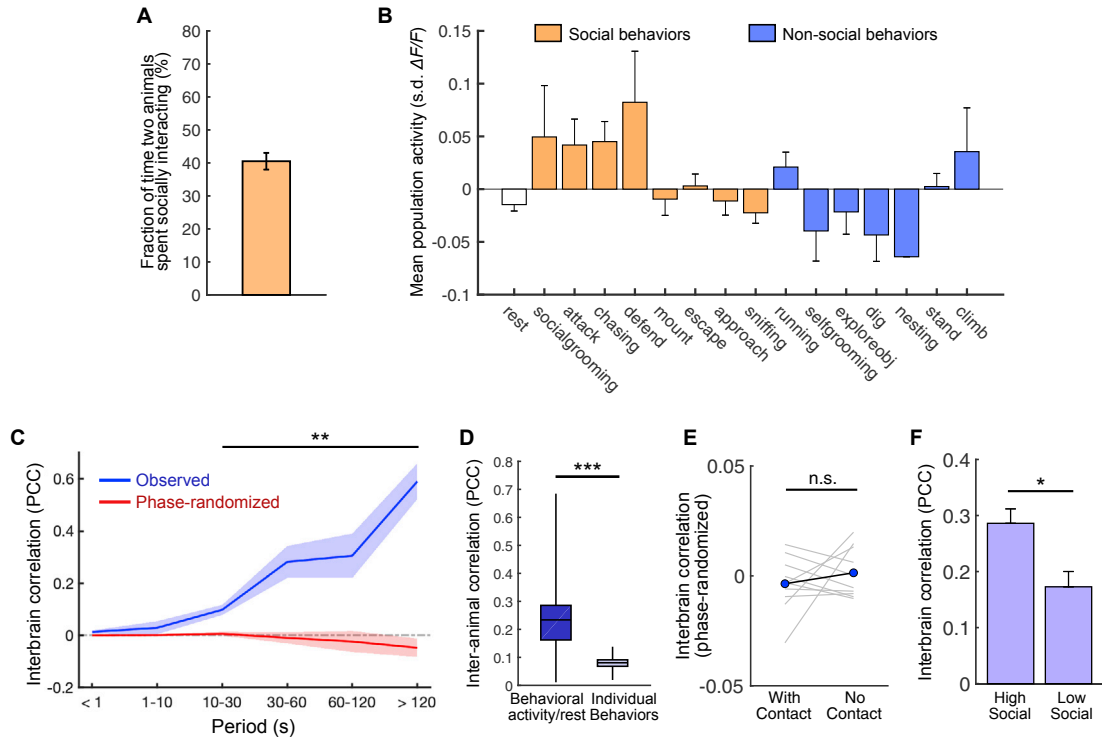 A
Fraction of time two animals
spent socially interacting (%)
80
70
60
50
40
30
20
10
0
B
Social behaviors
Non-social behaviors
Mean population activity (s.d. ΔF/F)
0.15
0.1
0.05
0
-0.05
-0.1
rest
socialgrooming
attack
chasing
defend
mount
escape
approach
sniffing
running
selfgrooming
exploreobj
dig
nesting
stand
climb
C
**
Observed
Phase-randomized
Interbrain correlation (PCC)
0.6
0.4
0.2
0
-0.2
< 1
1-10
10-30
30-60
60-120
> 120
Period (s)
D
***
Inter-animal correlation (PCC)
0.8
0.7
0.6
0.5
0.4
0.3
0.2
0.1
0
Behavioral
activity/rest
Individual
Behaviors
E
n.s.
Interbrain correlation
(phase-randomized)
0.05
0
-0.05
With
Contact
No
Contact
F
*
Interbrain correlation (PCC)
0.4
0.3
0.2
0.1
0
High
Social
Low
Social